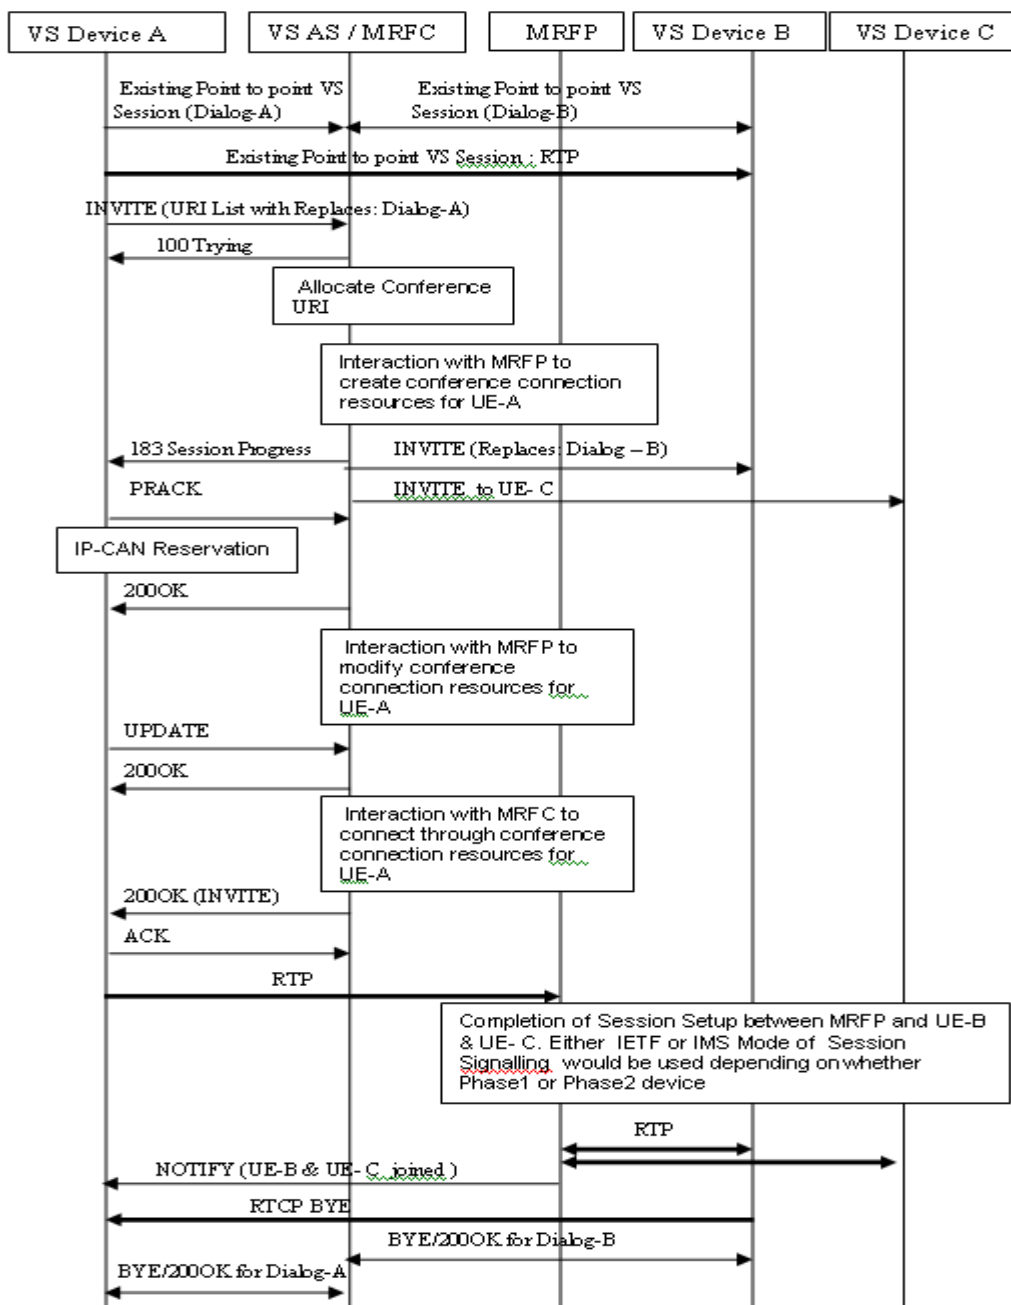 VS Device A
VS AS / MRFC
MRFP
VS Device B
VS Device C
Existing Point to point VS
Session (Dialog-A)
Existing Point to point VS
Session (Dialog-B)
Existing Point to point VS Session : RTP
INVITE (URI List with Replaces: Dialog-A)
100 Trying
Allocate Conference
URI
Interaction with MRFP to
create conference connection
resources for UE-A
183 Session Progress
INVITE (Replaces: Dialog – B)
PRACK
INVITE to UE- C
IP-CAN Reservation
200OK
Interaction with MRFP to
modify conference
connection resources for
UE-A
UPDATE
200OK
Interaction with MRFC to
connect through conference
connection resources for
UE-A
200OK (INVITE)
ACK
RTP
Completion of Session Setup between MRFP and UE-B
& UE- C. Either IETF or IMS Mode of Session
Signalling would be used depending on whether
Phase1 or Phase2 device
RTP
NOTIFY (UE-B & UE- C joined )
RTCP BYE
BYE/200OK for Dialog-B
BYE/200OK for Dialog-A